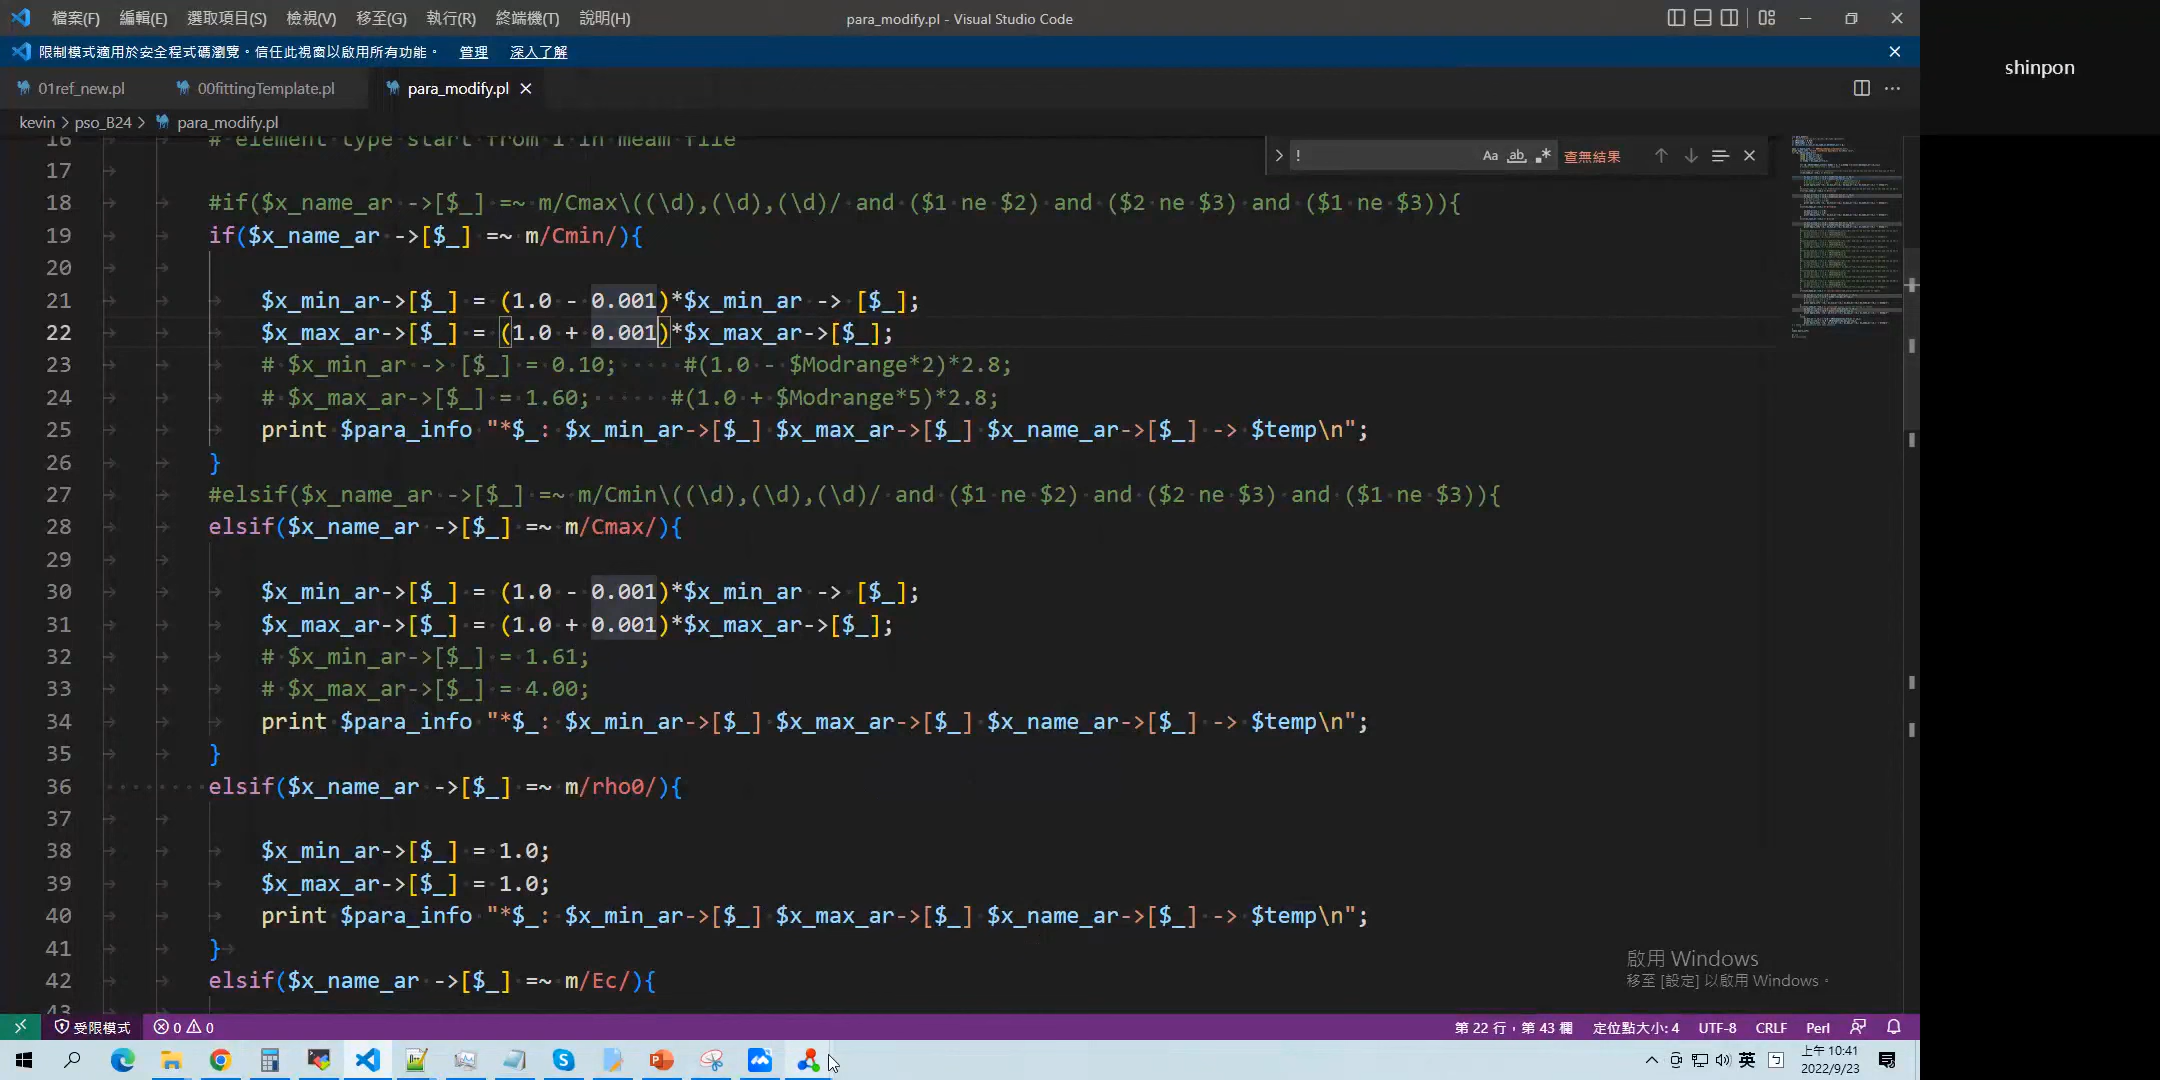 檔案(F) 編輯(E) 選取項目(S) 檢視(V) 移至(G) 執行(R) 終端機(T) 說明(H) para_modify.pl - Visual Studio Code
shinpon
限制模式適用於安全程式碼瀏覽。信任此視窗以啟用所有功能。 管理 深入了解
01ref_new.pl 00fittingTemplate.pl para_modify.pl
kevin > pso_B24 > para_modify.pl
! Aa ab 查無結果
16 # element type start from 1 in meam file
17
18 #if($x_name_ar ->[$_] =~ m/Cmax\((\d),(\d),(\d)/ and ($1 ne $2) and ($2 ne $3) and ($1 ne $3)){
19 if($x_name_ar ->[$_] =~ m/Cmin/){
20
21 $x_min_ar->[$_] = (1.0 - 0.001)*$x_min_ar -> [$_];
22 $x_max_ar->[$_] = (1.0 + 0.001)*$x_max_ar->[$_];
23 # $x_min_ar -> [$_] = 0.10; #(1.0 - $Modrange*2)*2.8;
24 # $x_max_ar->[$_] = 1.60; #(1.0 + $Modrange*5)*2.8;
25 print $para_info "*$_: $x_min_ar->[$_] $x_max_ar->[$_] $x_name_ar->[$_] -> $temp\n";
26 }
27 #elsif($x_name_ar ->[$_] =~ m/Cmin\((\d),(\d),(\d)/ and ($1 ne $2) and ($2 ne $3) and ($1 ne $3)){
28 elsif($x_name_ar ->[$_] =~ m/Cmax/){
29
30 $x_min_ar->[$_] = (1.0 - 0.001)*$x_min_ar -> [$_];
31 $x_max_ar->[$_] = (1.0 + 0.001)*$x_max_ar->[$_];
32 # $x_min_ar->[$_] = 1.61;
33 # $x_max_ar->[$_] = 4.00;
34 print $para_info "*$_: $x_min_ar->[$_] $x_max_ar->[$_] $x_name_ar->[$_] -> $temp\n";
35 }
36 elsif($x_name_ar ->[$_] =~ m/rho0/){
37
38 $x_min_ar->[$_] = 1.0;
39 $x_max_ar->[$_] = 1.0;
40 print $para_info "*$_: $x_min_ar->[$_] $x_max_ar->[$_] $x_name_ar->[$_] -> $temp\n";
41 }
42 elsif($x_name_ar ->[$_] =~ m/Ec/){
43
啟用 Windows
移至 [設定] 以啟用 Windows。
受限模式 0 0 第 22 行，第 43 欄 定位點大小: 4 UTF-8 CRLF Perl
英 上午 10:41
2022/9/23